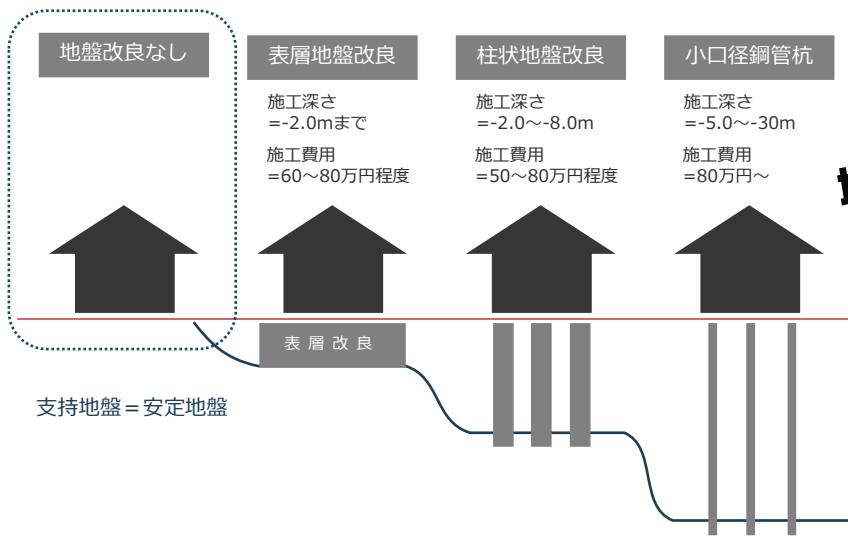 地盤改良なし
表層地盤改良
施工深さ
=-2.0mまで
施工費用
=60～80万円程度
柱状地盤改良
施工深さ
=-2.0～-8.0m
施工費用
=50～80万円程度
小口径鋼管杭
施工深さ
=-5.0～-30m
施工費用
=80万円～
表層改良
支持地盤＝安定地盤